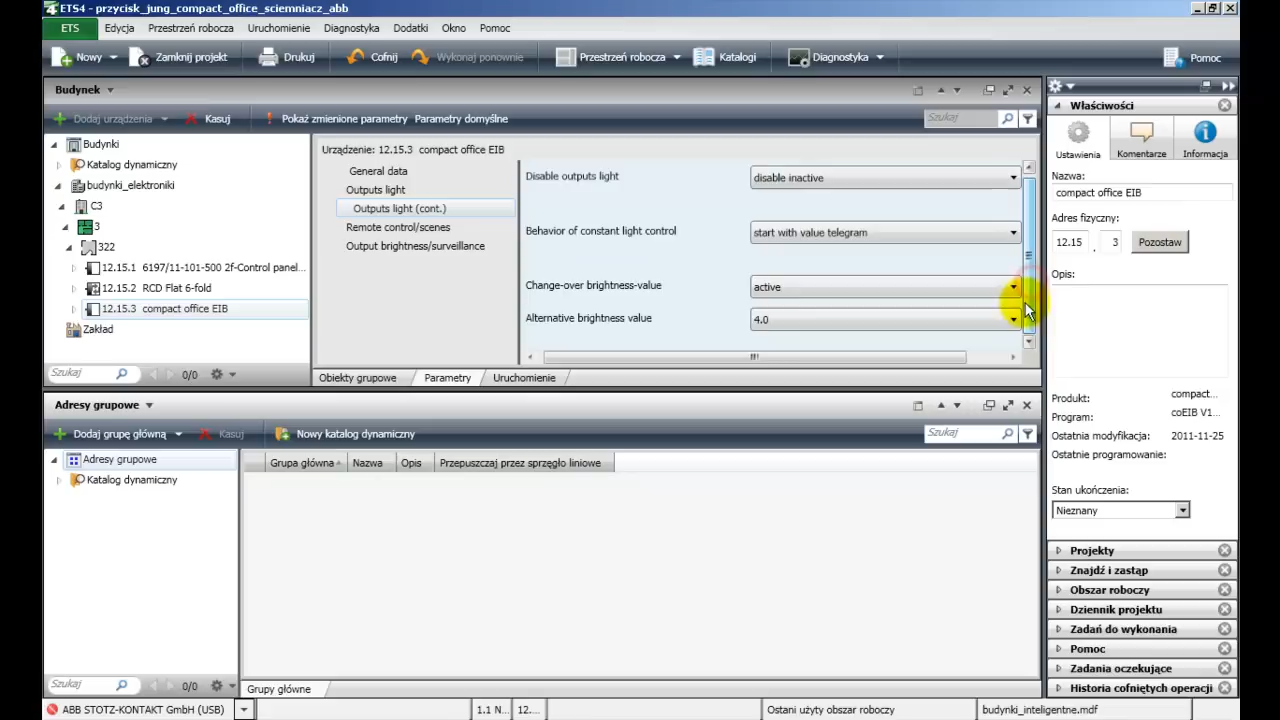 ETS4 - przycisk_jung_compact_office_sciemniacz_abb
ETS Edycja Przestrzeń robocza Uruchomienie Diagnostyka Dodatki Okno Pomoc
Nowy Zamknij projekt Drukuj Cofnij Wykonaj ponownie Przestrzeń robocza Katalogi Diagnostyka Pomoc
Budynek
Dodaj urządzenia Kasuj Pokaż zmienione parametry Parametry domyślne Szukaj
Budynki
Katalog dynamiczny
budynki_elektroniki
C3
3
322
12.15.1 6197/11-101-500 2f-Control panel...
12.15.2 RCD Flat 6-fold
12.15.3 compact office EIB
Zakład
Szukaj 0/0
Urządzenie: 12.15.3 compact office EIB
General data
Outputs light
Outputs light (cont.)
Remote control/scenes
Output brightness/surveillance
Disable outputs light disable inactive
Behavior of constant light control start with value telegram
Change-over brightness-value active
Alternative brightness value 4.0
Obiekty grupowe Parametry Uruchomienie
Adresy grupowe
Dodaj grupę główną Kasuj Nowy katalog dynamiczny Szukaj
Adresy grupowe
Katalog dynamiczny
Grupa główna Nazwa Opis Przepuszczaj przez sprzęgło liniowe
Szukaj 0/0
Grupy główne
Właściwości
Ustawienia Komentarze Informacja
Nazwa:
compact office EIB
Adres fizyczny:
12.15 . 3 Pozostaw
Opis:
Produkt: compact...
Program: coEIB V1...
Ostatnia modyfikacja: 2011-11-25
Ostatnie programowanie:
Stan ukończenia:
Nieznany
Projekty
Znajdź i zastąp
Obszar roboczy
Dziennik projektu
Zadań do wykonania
Pomoc
Zadania oczekujące
Historia cofniętych operacji
ABB STOTZ-KONTAKT GmbH (USB) 1.1 N... 12.... Ostani użyty obszar roboczy budynki_inteligentne.mdf